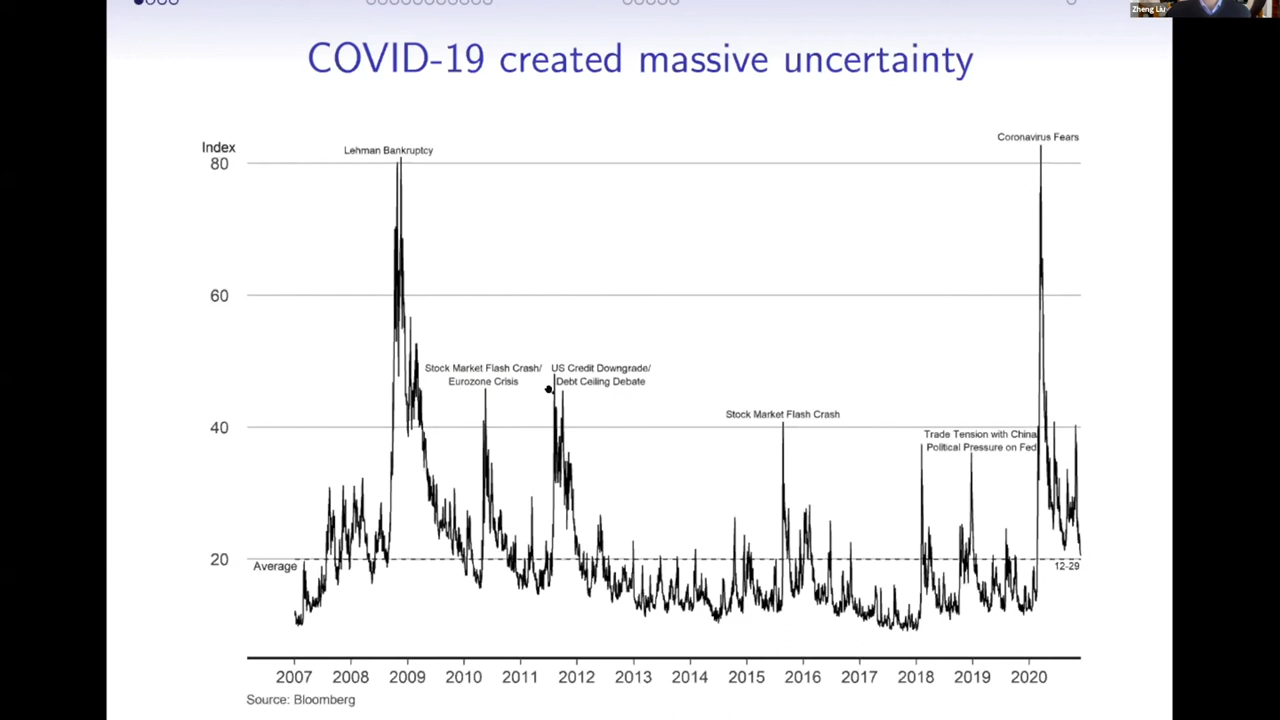 Zheng Liu
COVID-19 created massive uncertainty
Index
80
60
40
20
Average
Lehman Bankruptcy
Stock Market Flash Crash/
Eurozone Crisis
US Credit Downgrade/
Debt Ceiling Debate
Stock Market Flash Crash
Trade Tension with China
Political Pressure on Fed
Coronavirus Fears
12-29
2007 2008 2009 2010 2011 2012 2013 2014 2015 2016 2017 2018 2019 2020
Source: Bloomberg